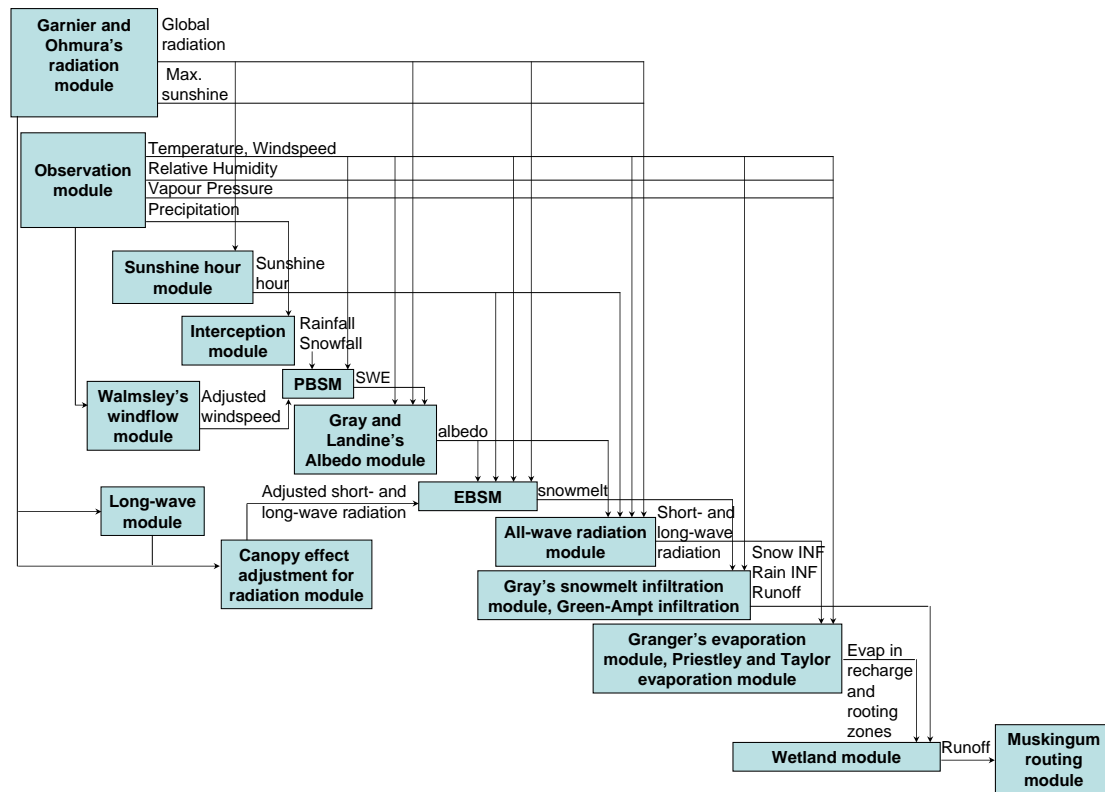 Garnier and
Ohmura's
radiation
module
Global
radiation
Max.
sunshine
Observation
module
Temperature, Windspeed
Relative Humidity
Vapour Pressure
Precipitation
Sunshine hour
module
Sunshine
hour
Interception
module
Rainfall
Snowfall
PBSM
SWE
Walmsley's
windflow
module
Adjusted
windspeed
Gray and
Landine's
Albedo module
albedo
Long-wave
module
Adjusted short- and
long-wave radiation
EBSM
snowmelt
All-wave radiation
module
Short- and
long-wave
radiation
Canopy effect
adjustment for
radiation module
Gray's snowmelt infiltration
module, Green-Ampt infiltration
Snow INF
Rain INF
Runoff
Granger's evaporation
module, Priestley and Taylor
evaporation module
Evap in
recharge
and
rooting
zones
Wetland module
Runoff
Muskingum
routing
module